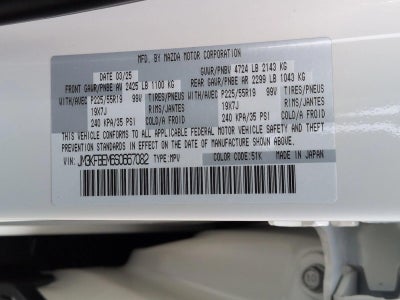 MFD. BY MAZDA MOTOR CORPORATION
DATE 03/25 GVWR/PNBV 4724 LB 2143 KG
FRONT GAWR/PNBE AV 2425 LB 1100 KG REAR GAWR/PNBE AR 2299 LB 1043 KG
WITH/AVEC P225/55R19 99V TIRES/PNEUS WITH/AVEC P225/55R19 99V TIRES/PNEUS
19X7J RIMS/JANTES 19X7J RIMS/JANTES
240 KPA/35 PSI COLD/A FROID 240 KPA/35 PSI COLD/A FROID
THIS VEHICLE CONFORMS TO ALL APPLICABLE FEDERAL MOTOR VEHICLE SAFETY AND THEFT
PREVENTION STANDARDS IN EFFECT ON THE DATE OF MANUFACTURE SHOWN ABOVE.
VIN: JM3KFBEM6S0657082 TYPE:MPV COLOR CODE:51K MADE IN JAPAN